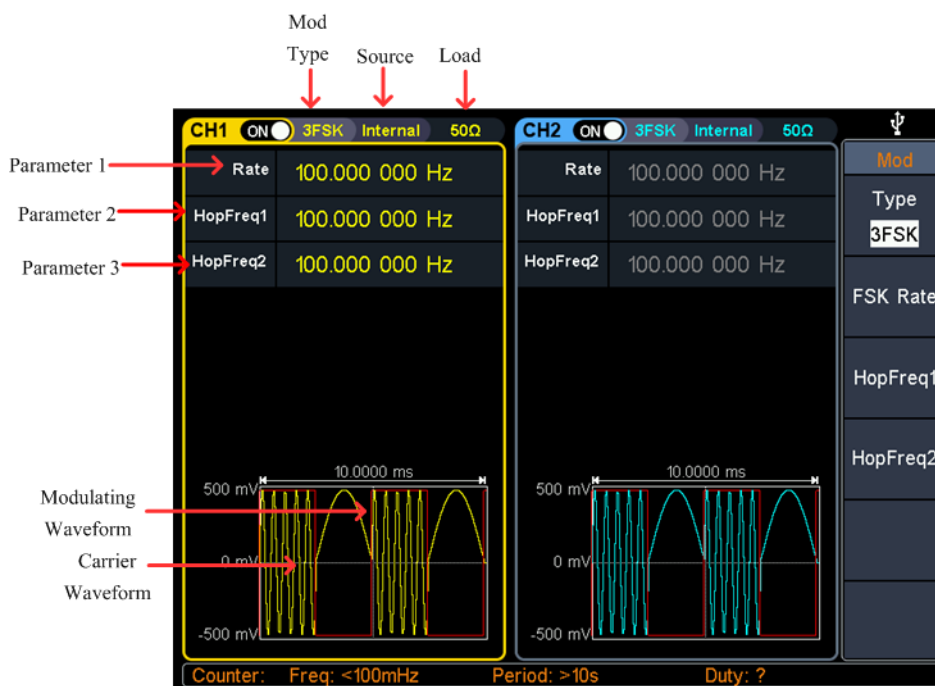 Mod
Type Source Load
CH1 ON 3FSK Internal 50Ω CH2 ON 3FSK Internal 50Ω
Mod
Parameter 1 Rate 100.000 000 Hz Rate 100.000 000 Hz
Type
3FSK
Parameter 2 HopFreq1 100.000 000 Hz HopFreq1 100.000 000 Hz
Parameter 3 HopFreq2 100.000 000 Hz HopFreq2 100.000 000 Hz
FSK Rate
HopFreq1
HopFreq2
10.0000 ms 10.0000 ms
500 mV 500 mV
Modulating
Waveform
Carrier 0 mV 0 mV
Waveform
-500 mV -500 mV
Counter: Freq: <100mHz Period: >10s Duty: ?